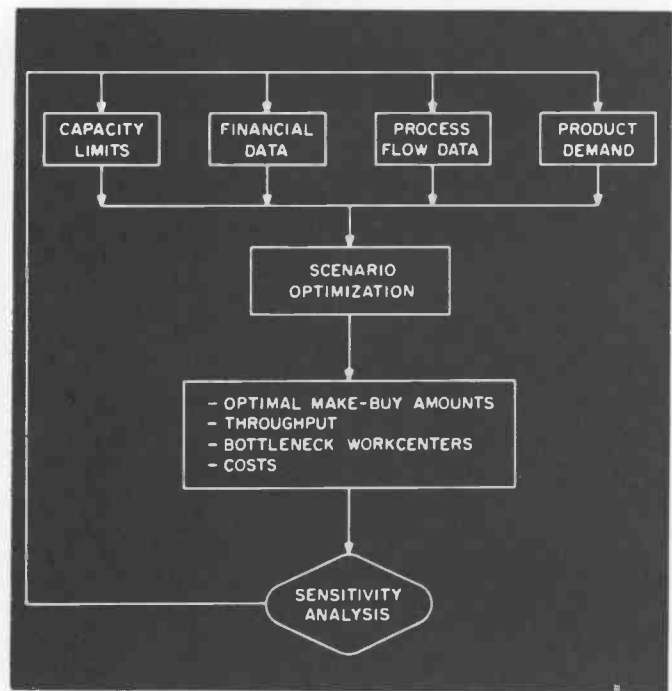 CAPACITY
LIMITS
FINANCIAL
DATA
PROCESS
FLOW DATA
PRODUCT
DEMAND
SCENARIO
OPTIMIZATION
- OPTIMAL MAKE-BUY AMOUNTS
- THROUGHPUT
- BOTTLENECK WORKCENTERS
- COSTS
SENSITIVITY
ANALYSIS